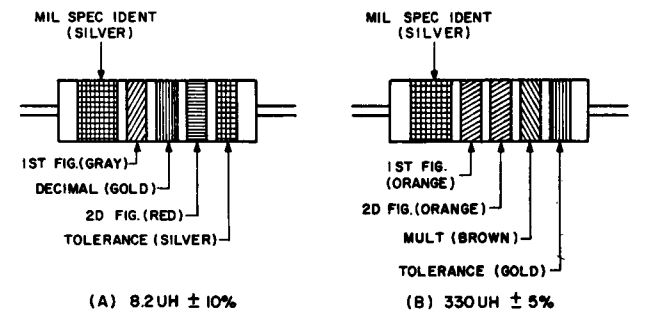 MIL SPEC IDENT
(SILVER)
1ST FIG.(GRAY)
DECIMAL (GOLD)
2D FIG.(RED)
TOLERANCE (SILVER)
(A) 8.2UH ± 10%
MIL SPEC IDENT
(SILVER)
1ST FIG.
(ORANGE)
2D FIG.(ORANGE)
MULT (BROWN)
TOLERANCE (GOLD)
(B) 330UH ± 5%